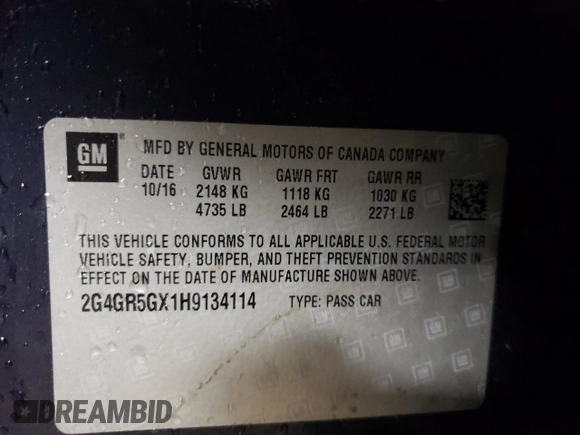 GM
MFD BY GENERAL MOTORS OF CANADA COMPANY
DATE GVWR GAWR FRT GAWR RR
10/16 2148 KG 1118 KG 1030 KG
4735 LB 2464 LB 2271 LB
THIS VEHICLE CONFORMS TO ALL APPLICABLE U.S. FEDERAL MOTOR
VEHICLE SAFETY, BUMPER, AND THEFT PREVENTION STANDARDS IN
EFFECT ON THE DATE OF MANUFACTURE SHOWN ABOVE.
2G4GR5GX1H9134114 TYPE: PASS CAR
DREAMBID